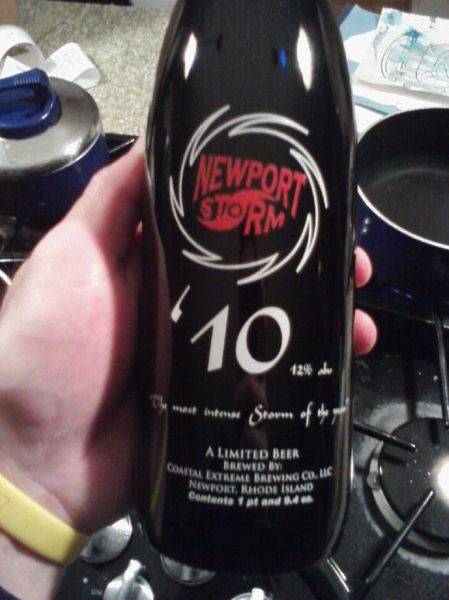 NEWPORT
STORM
'10
12% abv
"The most intense Storm of the year"
A LIMITED BEER
BREWED BY:
COASTAL EXTREME BREWING CO. LLC
NEWPORT, RHODE ISLAND
Contents 1 pt and 9.4 oz.